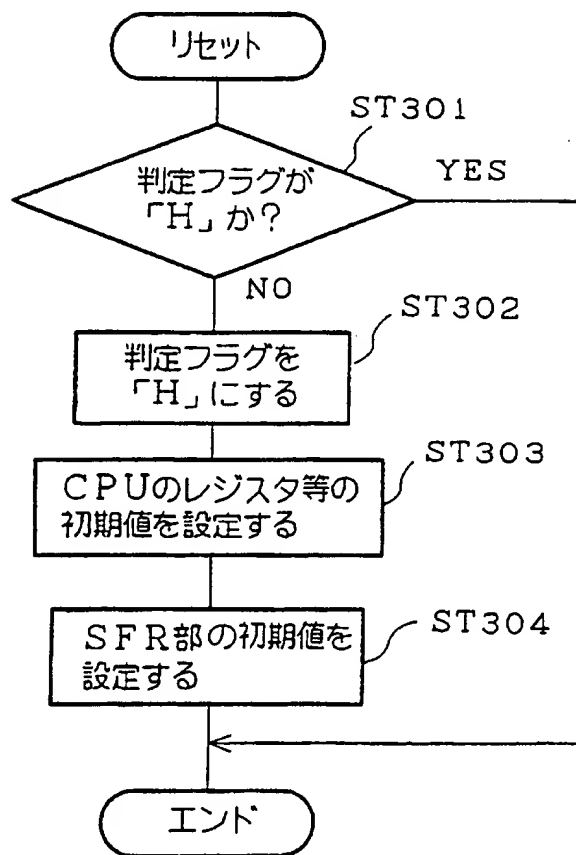 リセット
ST301
判定フラグが
「H」か?
YES
NO
ST302
判定フラグを
「H」にする
ST303
CPUのレジスタ等の
初期値を設定する
ST304
SFR部の初期値を
設定する
エンド